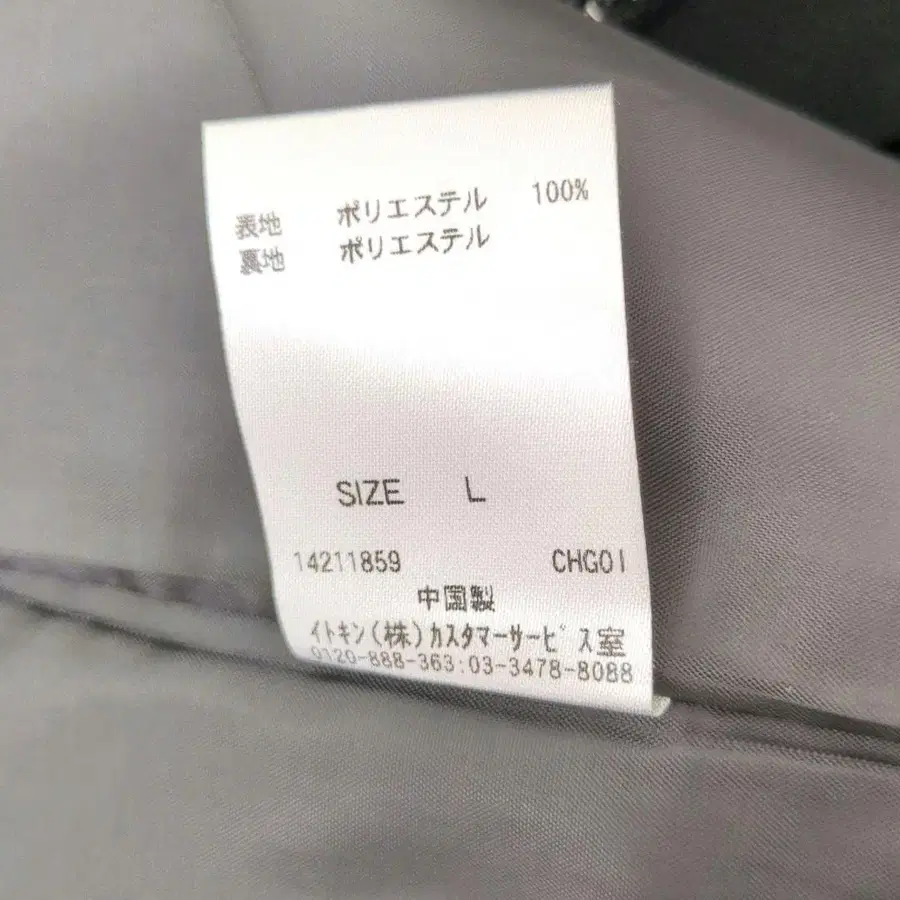 表地 ポリエステル 100%
裏地 ポリエステル
SIZE L
14211859 CHG01
中国製
イトキン(株)カスタマーサービス室
0120-888-363:03-3478-8088